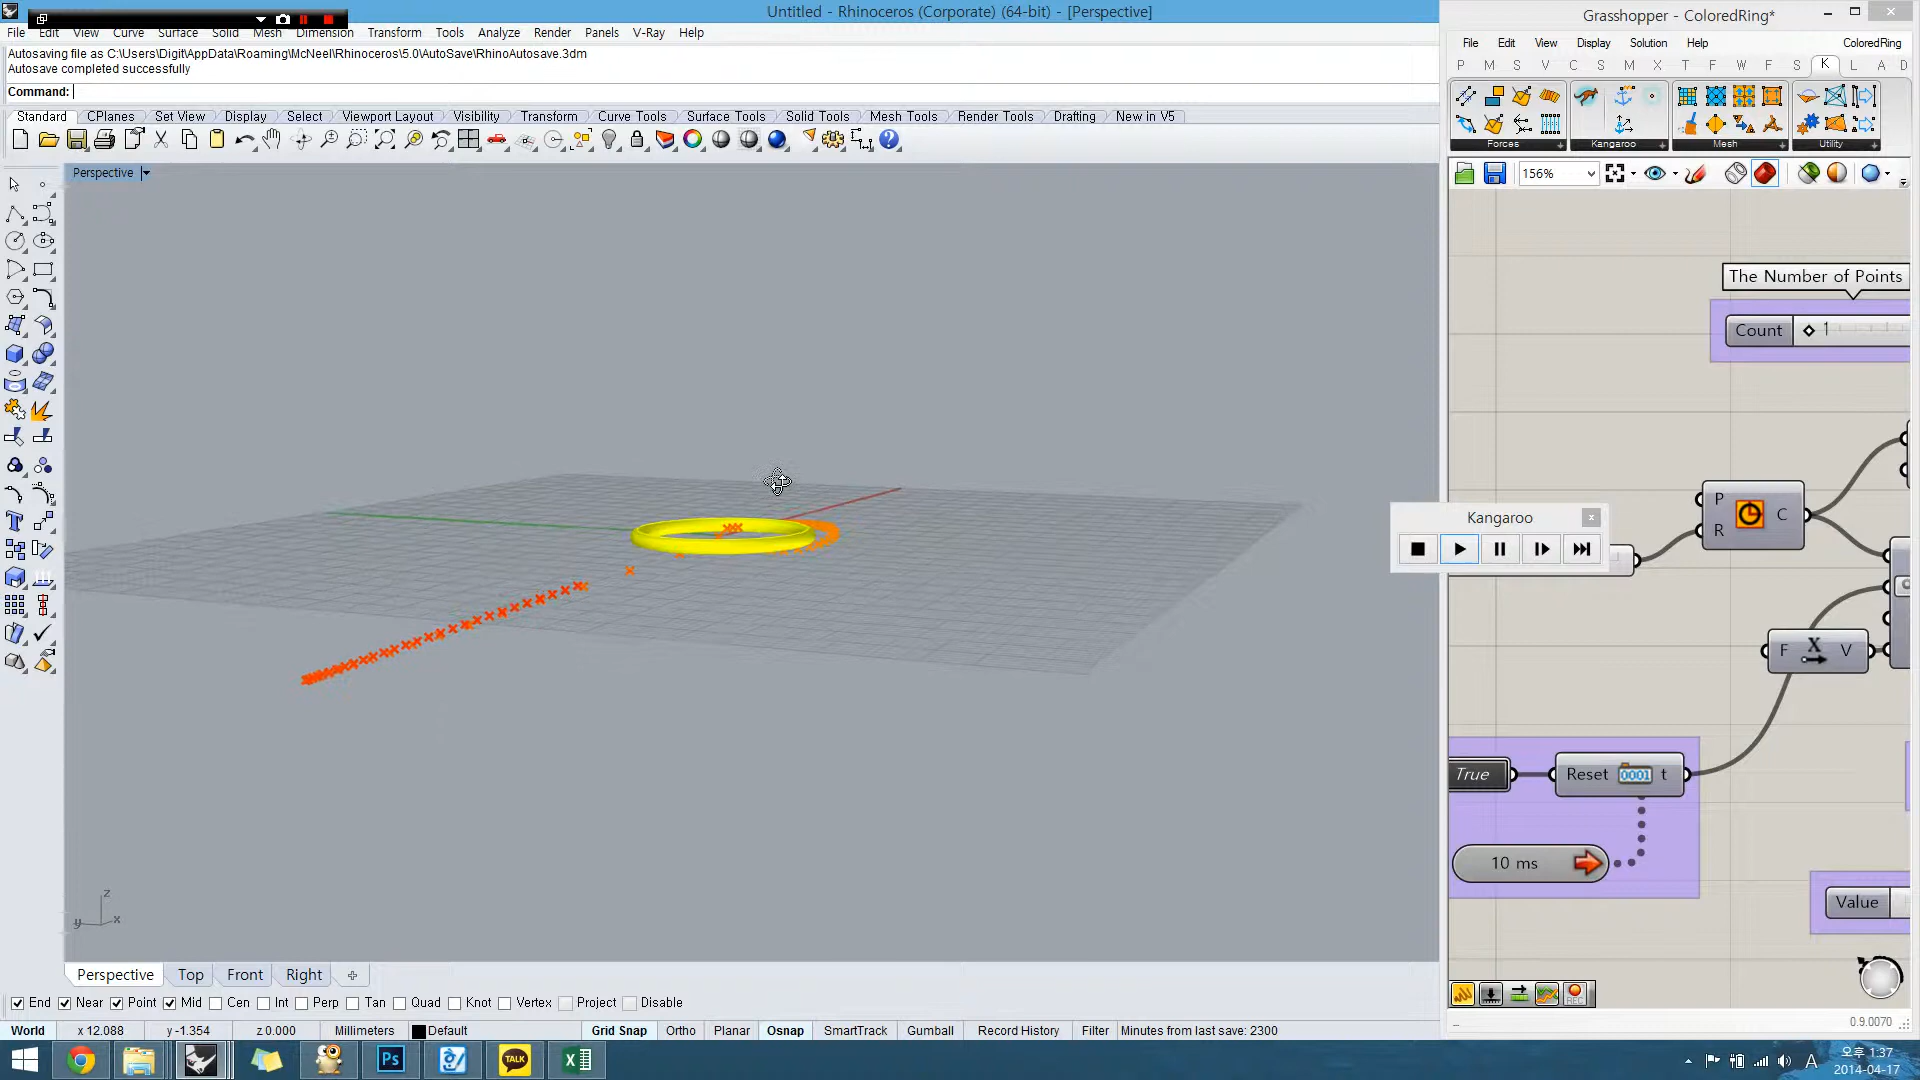 Untitled - Rhinoceros (Corporate) (64-bit) - [Perspective]
File Edit View Curve Surface Solid Mesh Dimension Transform Tools Analyze Render Panels V-Ray Help
Autosaving file as C:\Users\Digit\AppData\Roaming\McNeel\Rhinoceros\5.0\AutoSave\RhinoAutosave.3dm
Autosave completed successfully
Command:
Standard CPlanes Set View Display Select Viewport Layout Visibility Transform Curve Tools Surface Tools Solid Tools Mesh Tools Render Tools Drafting New in V5
Perspective
z
y x
Perspective Top Front Right
End Near Point Mid Cen Int Perp Tan Quad Knot Vertex Project Disable
World x 12.088 y -1.354 z 0.000 Millimeters Default Grid Snap Ortho Planar Osnap SmartTrack Gumball Record History Filter Minutes from last save: 2300
Grasshopper - ColoredRing*
File Edit View Display Solution Help ColoredRing
P M S V C S M X T F W F S K L A D
Forces Kangaroo Mesh Utility
156%
The Number of Points
Count 1
P
R
C
Kangaroo
F X V
True
Reset 0001 t
10 ms
Value
REC
0.9.0070
Ps
TALK
A
오후 1:37
2014-04-17